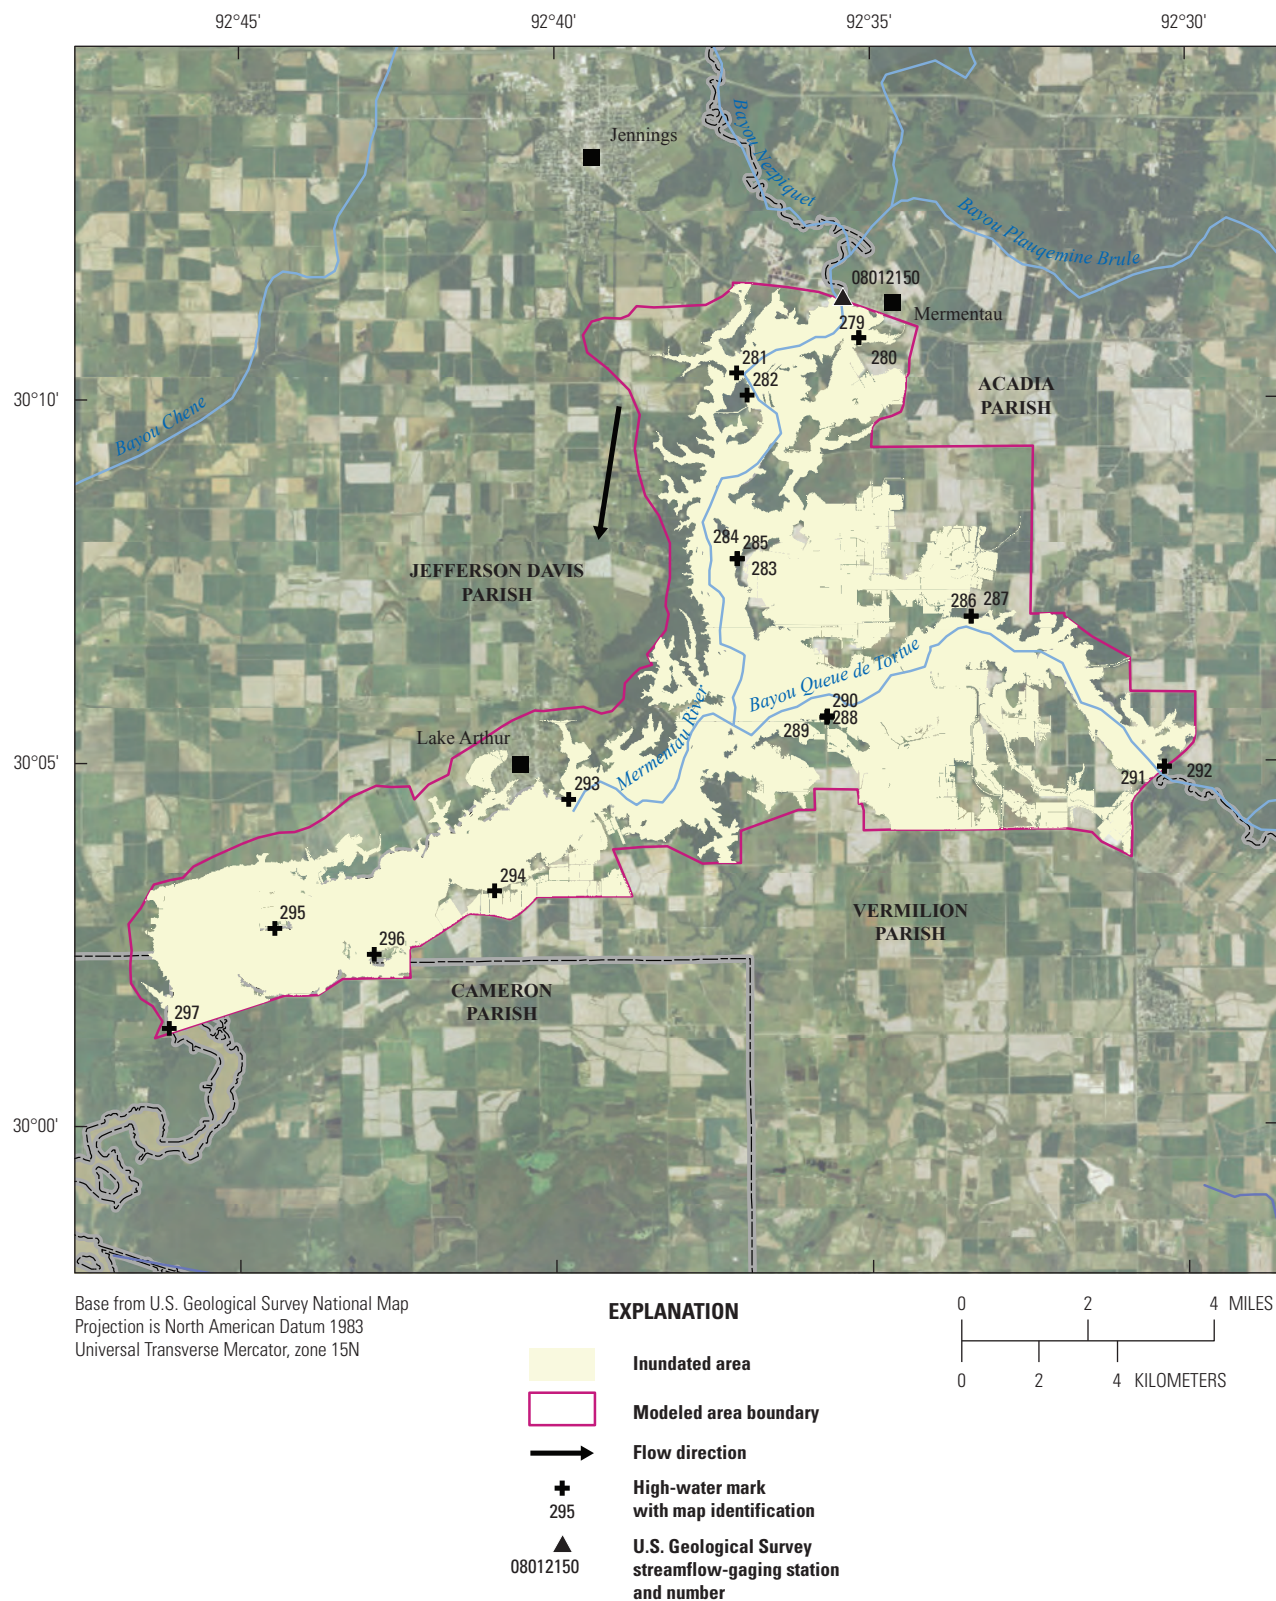 92°45' 92°40' 92°35' 92°30'
Bayou Nezpiquet
Jennings
Bayou Plaugemine Brule
08012150
Mermentau
279
280
281
282
30°10'
ACADIA
PARISH
Bayou Chene
284 285
283
JEFFERSON DAVIS
PARISH
286 287
Bayou Queue de Tortue
290
289 288
Mermentau River
Lake Arthur
30°05'
291 292
293
294
295
296
VERMILION
PARISH
CAMERON
PARISH
297
30°00'
Base from U.S. Geological Survey National Map
Projection is North American Datum 1983
Universal Transverse Mercator, zone 15N
EXPLANATION
Inundated area
Modeled area boundary
Flow direction
High-water mark
with map identification
295
U.S. Geological Survey
streamflow-gaging station
and number
08012150
0 2 4 MILES
0 2 4 KILOMETERS